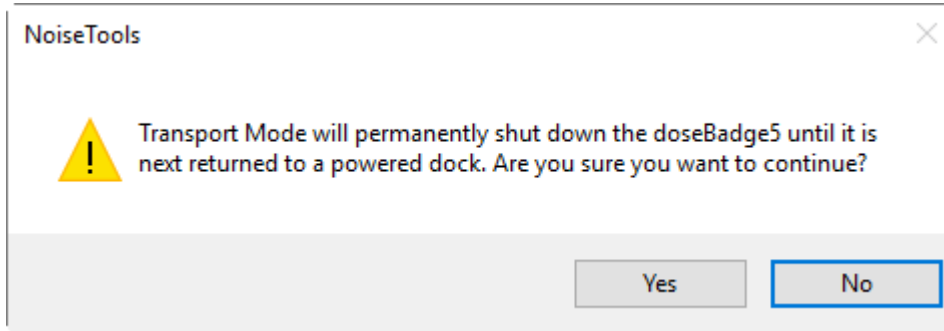 NoiseTools
Transport Mode will permanently shut down the doseBadge5 until it is
next returned to a powered dock. Are you sure you want to continue?
Yes
No